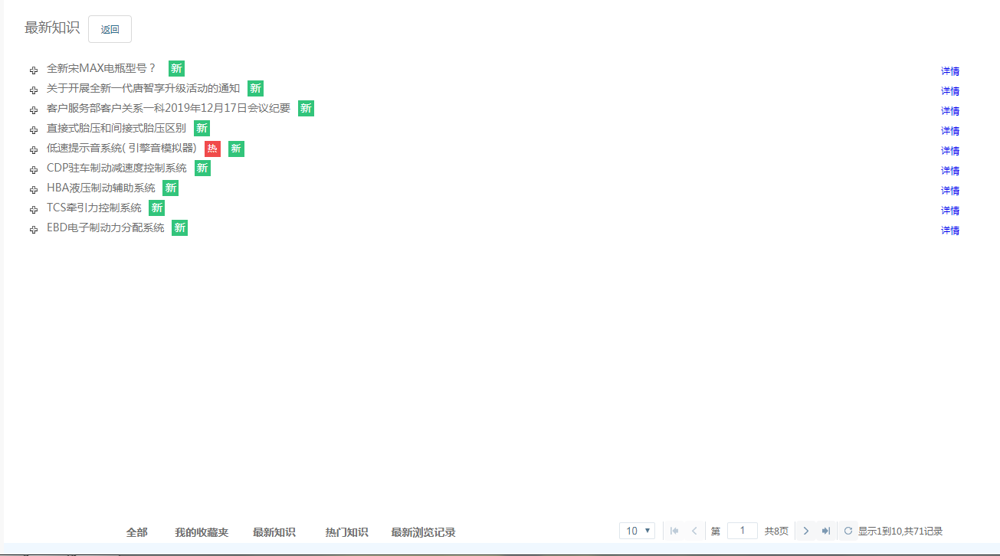 最新知识 返回
全新宋MAX电瓶型号？ 新 详情
关于开展全新一代唐智享升级活动的通知 新 详情
客户服务部客户关系一科2019年12月17日会议纪要 新 详情
直接式胎压和间接式胎压区别 新 详情
低速提示音系统( 引擎音模拟器) 热 新 详情
CDP驻车制动减速度控制系统 新 详情
HBA液压制动辅助系统 新 详情
TCS牵引力控制系统 新 详情
EBD电子制动力分配系统 新 详情
全部 我的收藏夹 最新知识 热门知识 最新浏览记录 10 第 1 共8页 显示1到10,共71记录